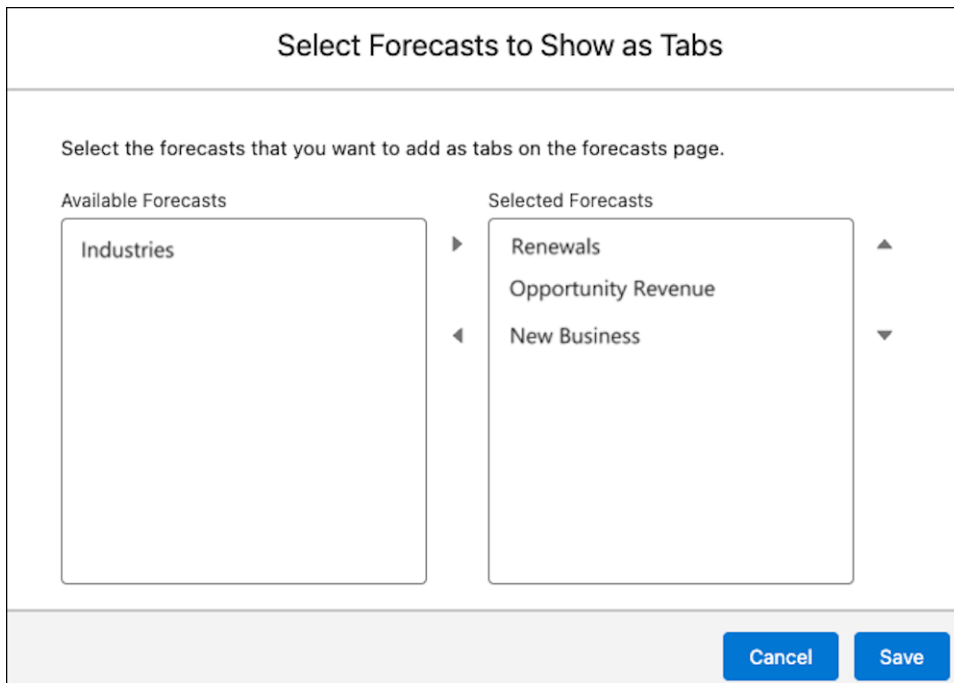 Select Forecasts to Show as Tabs
Select the forecasts that you want to add as tabs on the forecasts page.
Available Forecasts
Industries
Selected Forecasts
Renewals
Opportunity Revenue
New Business
Cancel
Save